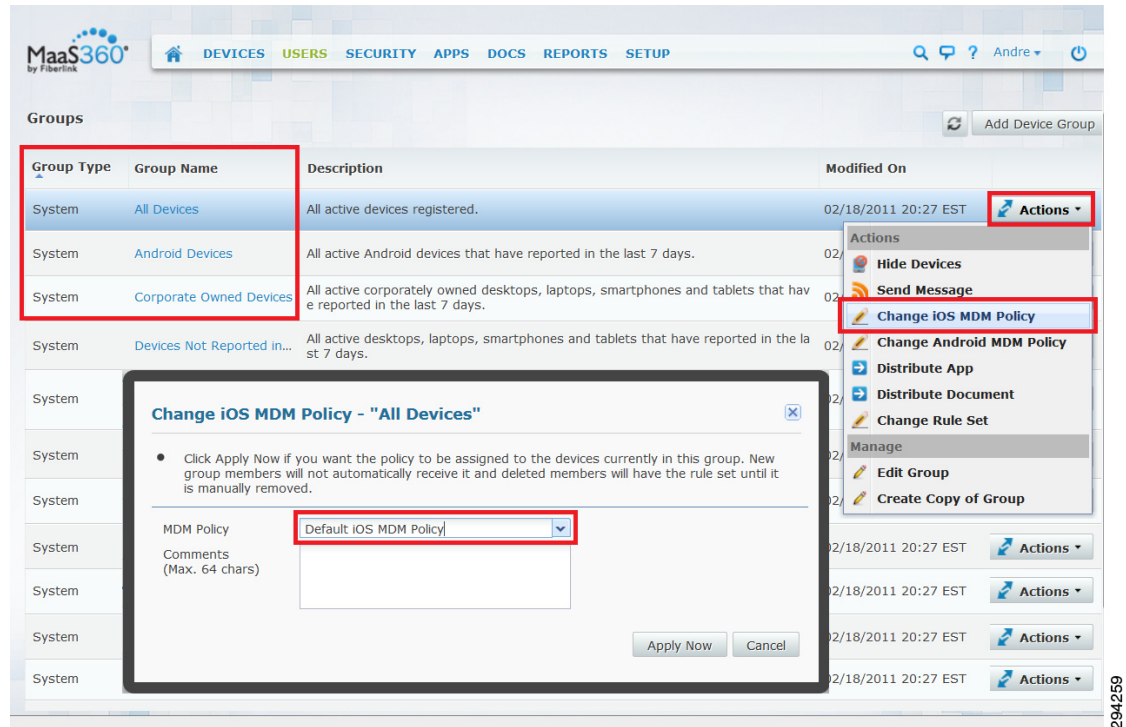 MaaS360
by Fiberlink
DEVICES USERS SECURITY APPS DOCS REPORTS SETUP
? Andre
Groups
Add Device Group
Group Type Group Name Description Modified On
System All Devices All active devices registered. 02/18/2011 20:27 EST Actions
System Android Devices All active Android devices that have reported in the last 7 days. 02/
System Corporate Owned Devices All active corporately owned desktops, laptops, smartphones and tablets that hav
e reported in the last 7 days. 02/
System Devices Not Reported in... All active desktops, laptops, smartphones and tablets that have reported in the la
st 7 days. 02/
Actions
Hide Devices
Send Message
Change iOS MDM Policy
Change Android MDM Policy
Distribute App
Distribute Document
Change Rule Set
Manage
Edit Group
Create Copy of Group
System 02/
System 02/
System 02/
System 02/18/2011 20:27 EST Actions
System 02/18/2011 20:27 EST Actions
System 02/18/2011 20:27 EST Actions
System 02/18/2011 20:27 EST Actions
Change iOS MDM Policy - "All Devices"
• Click Apply Now if you want the policy to be assigned to the devices currently in this group. New
group members will not automatically receive it and deleted members will have the rule set until it
is manually removed.
MDM Policy Default iOS MDM Policy
Comments
(Max. 64 chars)
Apply Now Cancel
294259